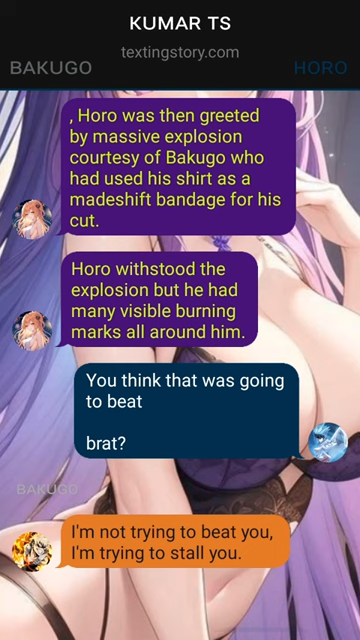 KUMAR TS
textingstory.com
BAKUGO
HORO
, Horo was then greeted
by massive explosion
courtesy of Bakugo who
had used his shirt as a
madeshift bandage for his
cut.
Horo withstood the
explosion but he had
many visible burning
marks all around him.
You think that was going
to beat
brat?
BAKUGO
I'm not trying to beat you,
I'm trying to stall you.